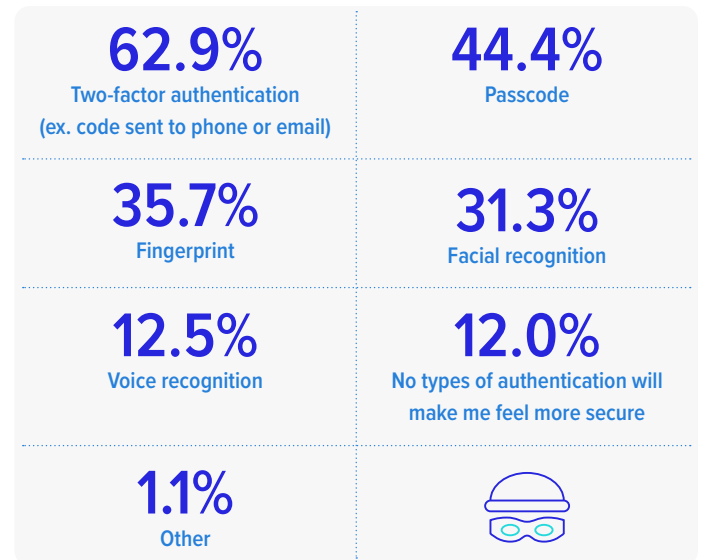 62.9%
Two-factor authentication
(ex. code sent to phone or email)
44.4%
Passcode
35.7%
Fingerprint
31.3%
Facial recognition
12.5%
Voice recognition
12.0%
No types of authentication will
make me feel more secure
1.1%
Other